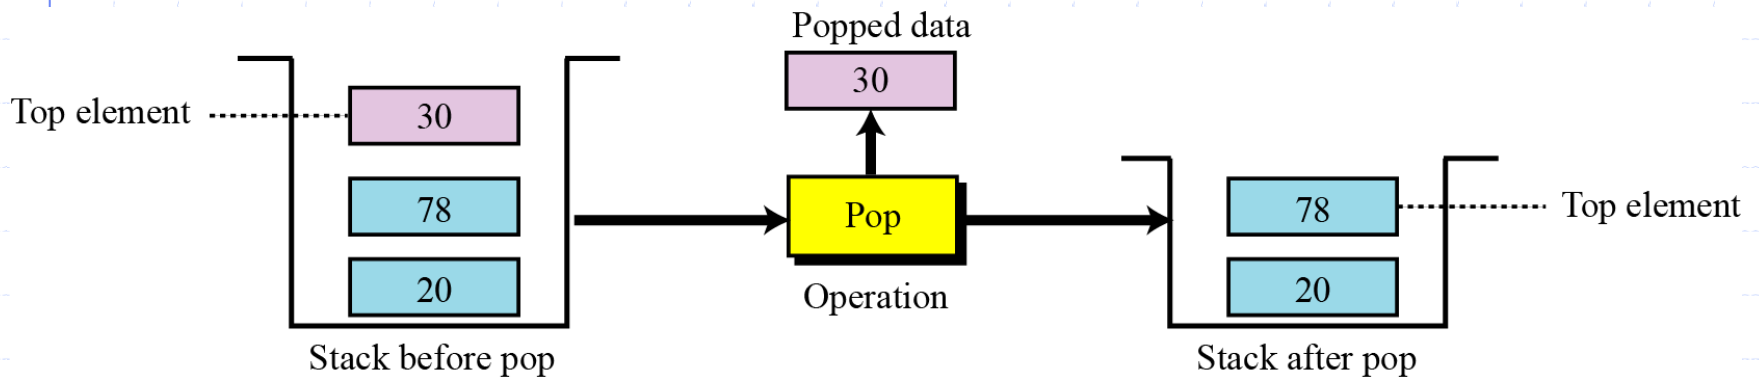 Popped data
30
Top element
30
78
20
Stack before pop
Pop
Operation
78
Top element
20
Stack after pop